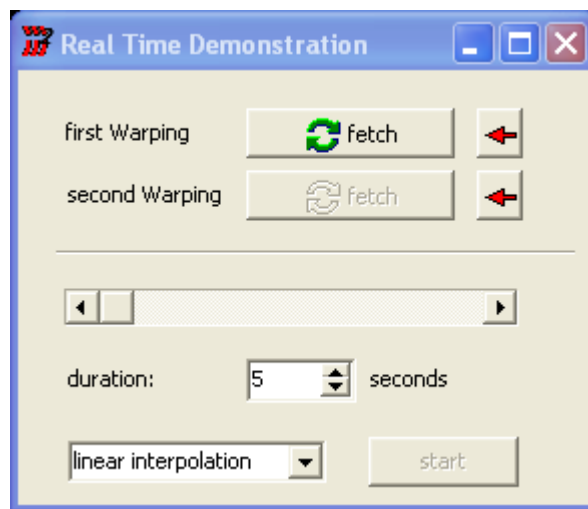 Real Time Demonstration
first Warping fetch
second Warping fetch
duration: 5 seconds
linear interpolation start